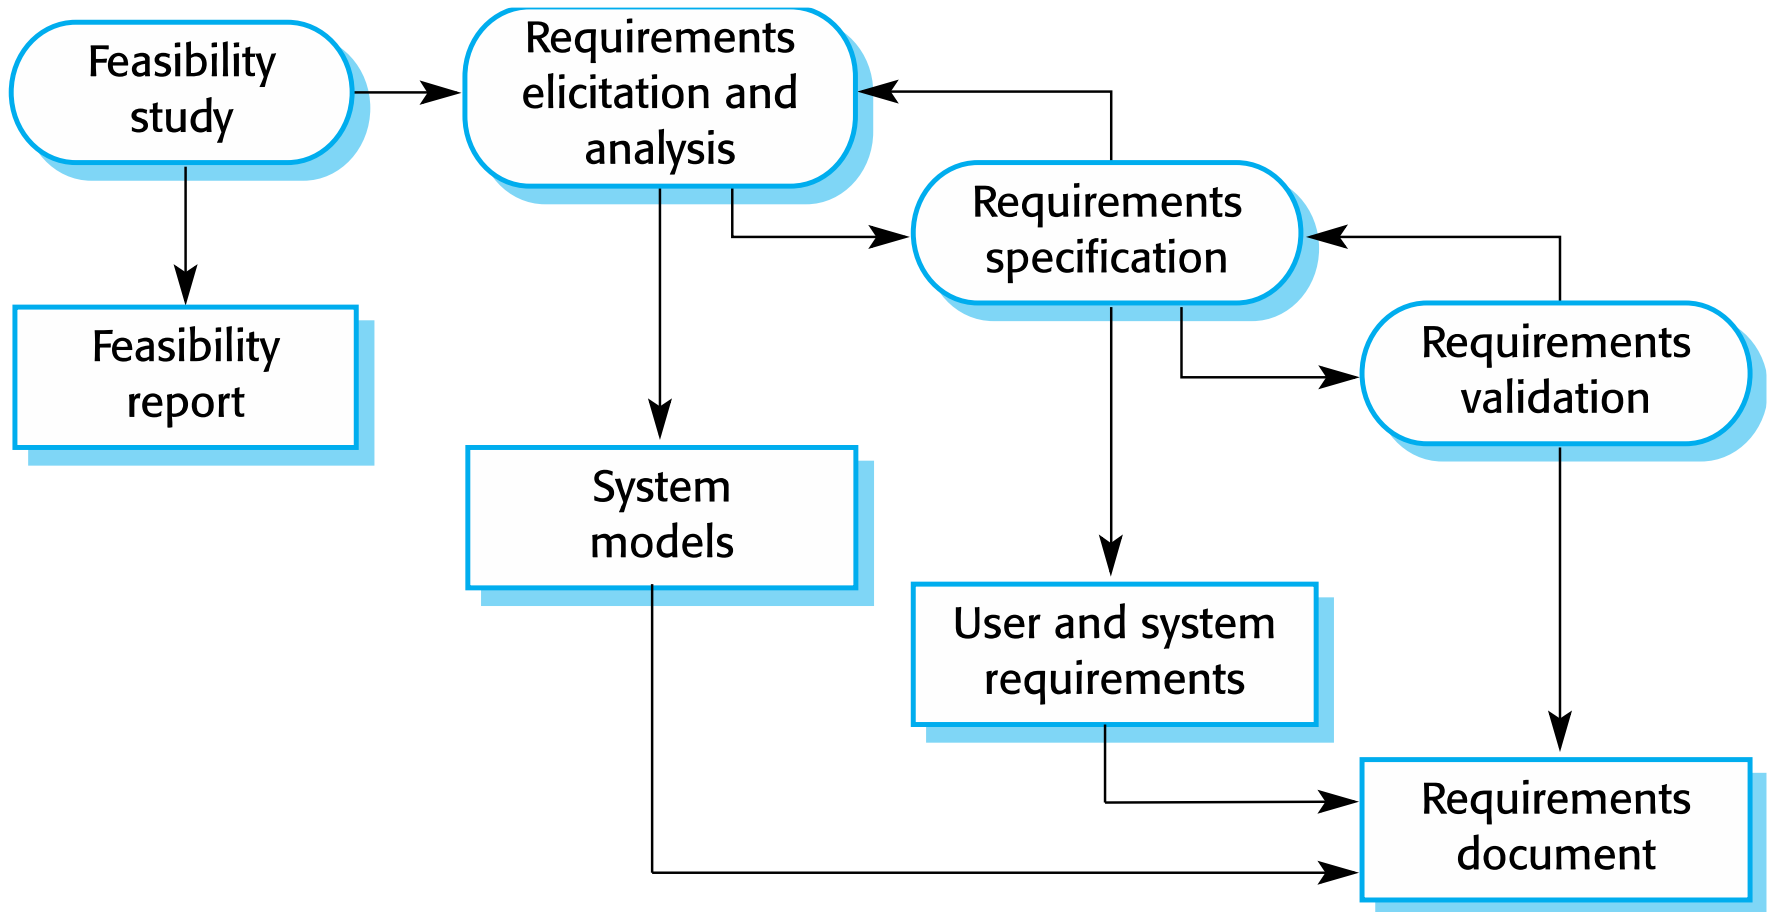 Feasibility
study
Requirements
elicitation and
analysis
Requirements
specification
Requirements
validation
Feasibility
report
System
models
User and system
requirements
Requirements
document